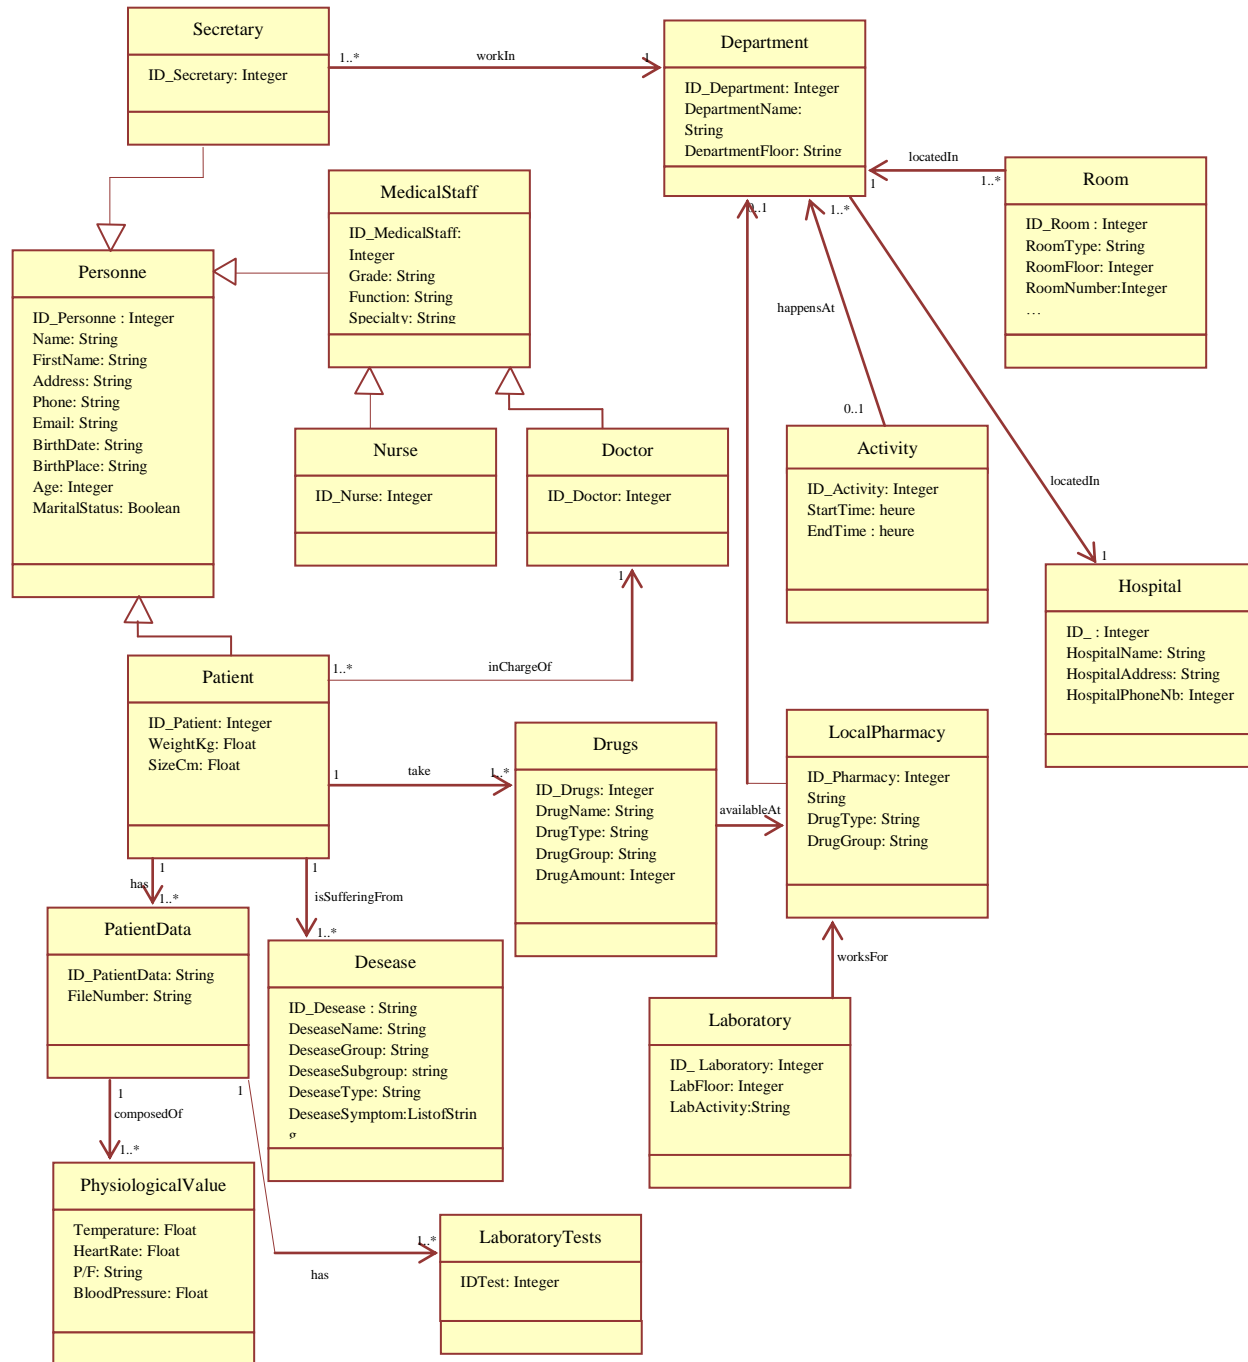 Secretary
ID_Secretary: Integer
1..*
workIn
1
Department
ID_Department: Integer
DepartmentName:
String
DepartmentFloor: String
locatedIn
1
1..*
Room
ID_Room : Integer
RoomType: String
RoomFloor: Integer
RoomNumber:Integer
…
MedicalStaff
ID_MedicalStaff:
Integer
Grade: String
Function: String
Specialty: String
0..1
1..*
Personne
ID_Personne : Integer
Name: String
FirstName: String
Address: String
Phone: String
Email: String
BirthDate: String
BirthPlace: String
Age: Integer
MaritalStatus: Boolean
happensAt
0..1
Nurse
ID_Nurse: Integer
Doctor
ID_Doctor: Integer
1
Activity
ID_Activity: Integer
StartTime: heure
EndTime : heure
locatedIn
1
Hospital
ID_ : Integer
HospitalName: String
HospitalAddress: String
HospitalPhoneNb: Integer
1..*
inChargeOf
Patient
ID_Patient: Integer
WeightKg: Float
SizeCm: Float
1
take
1..*
Drugs
ID_Drugs: Integer
DrugName: String
DrugType: String
DrugGroup: String
DrugAmount: Integer
availableAt
LocalPharmacy
ID_Pharmacy: Integer
String
DrugType: String
DrugGroup: String
1
has
1..*
1
isSufferingFrom
1..*
PatientData
ID_PatientData: String
FileNumber: String
Desease
ID_Desease : String
DeseaseName: String
DeseaseGroup: String
DeseaseSubgroup: string
DeseaseType: String
DeseaseSymptom:ListofStrin
g
worksFor
Laboratory
ID_ Laboratory: Integer
LabFloor: Integer
LabActivity:String
1
composedOf
1..*
1
PhysiologicalValue
Temperature: Float
HeartRate: Float
P/F: String
BloodPressure: Float
has
1..*
LaboratoryTests
IDTest: Integer